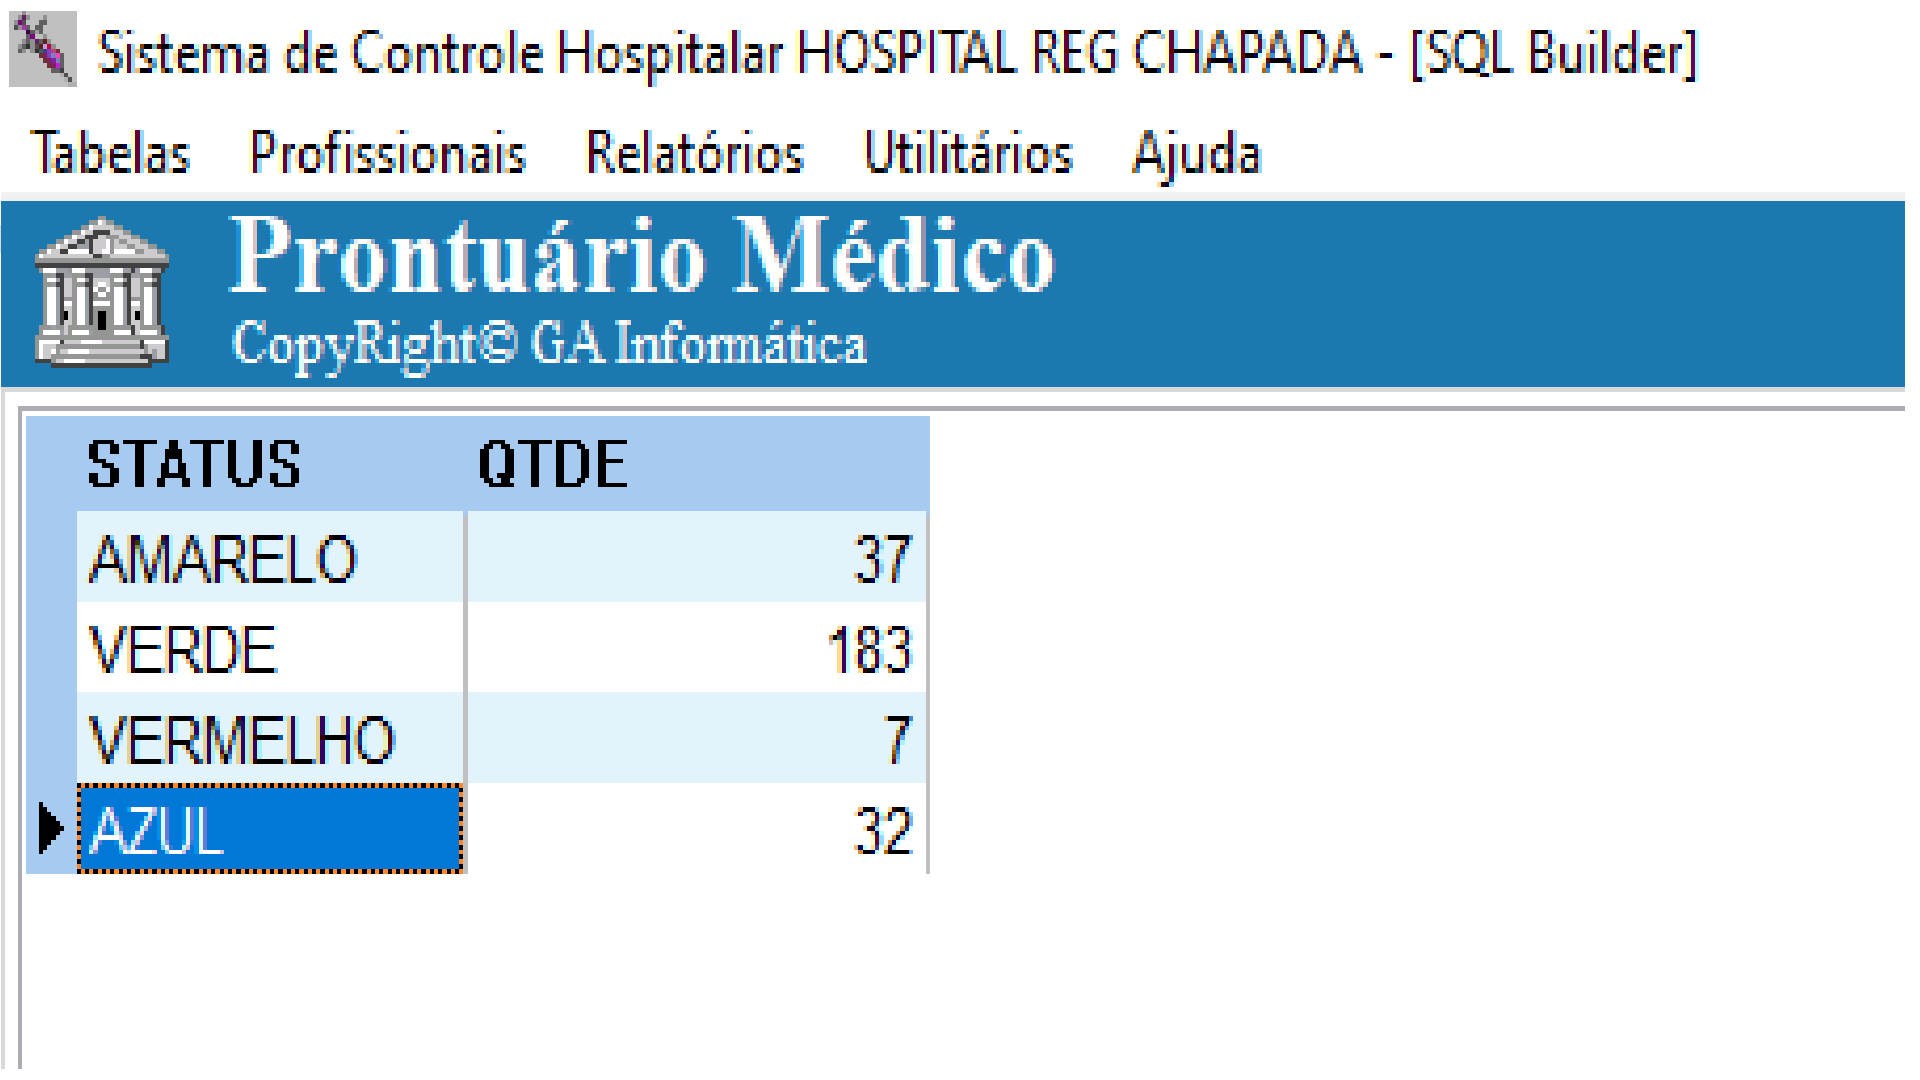 Sistema de Controle Hospitalar HOSPITAL REG CHAPADA - [SQL Builder]
Tabelas Profissionais Relatórios Utilitários Ajuda
Prontuário Médico
CopyRight© GA Informática
STATUS QTDE
AMARELO 37
VERDE 183
VERMELHO 7
AZUL 32